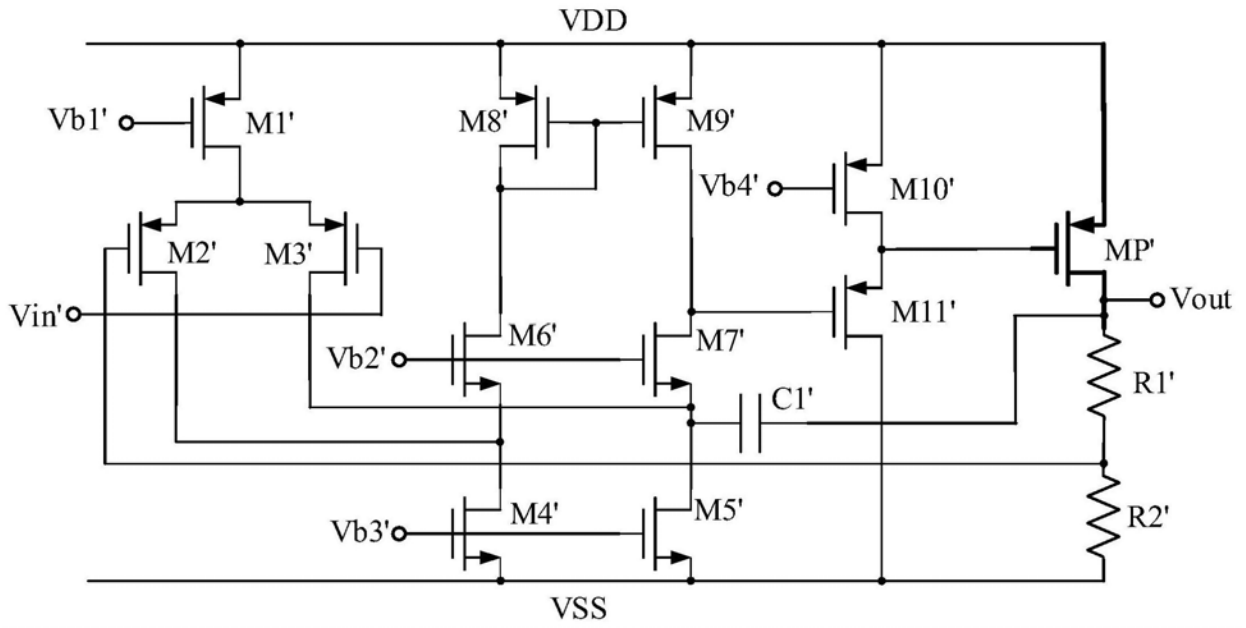 VDD
Vb1'
M1'
M8'
M9'
Vb4'
M10'
M2'
M3'
MP'
Vin'
Vout
M11'
M6'
M7'
Vb2'
R1'
C1'
M4'
M5'
Vb3'
R2'
VSS